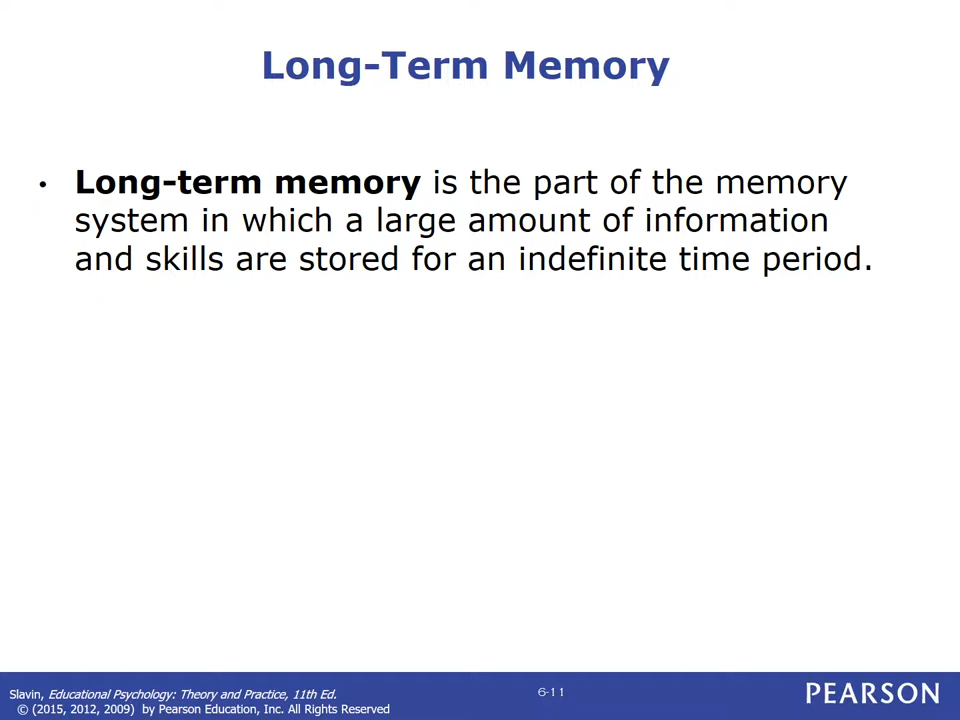 Long-Term Memory
• Long-term memory is the part of the memory
system in which a large amount of information
and skills are stored for an indefinite time period.
Slavin, Educational Psychology: Theory and Practice, 11th Ed.
© (2015, 2012, 2009) by Pearson Education, Inc. All Rights Reserved
6-11
PEARSON